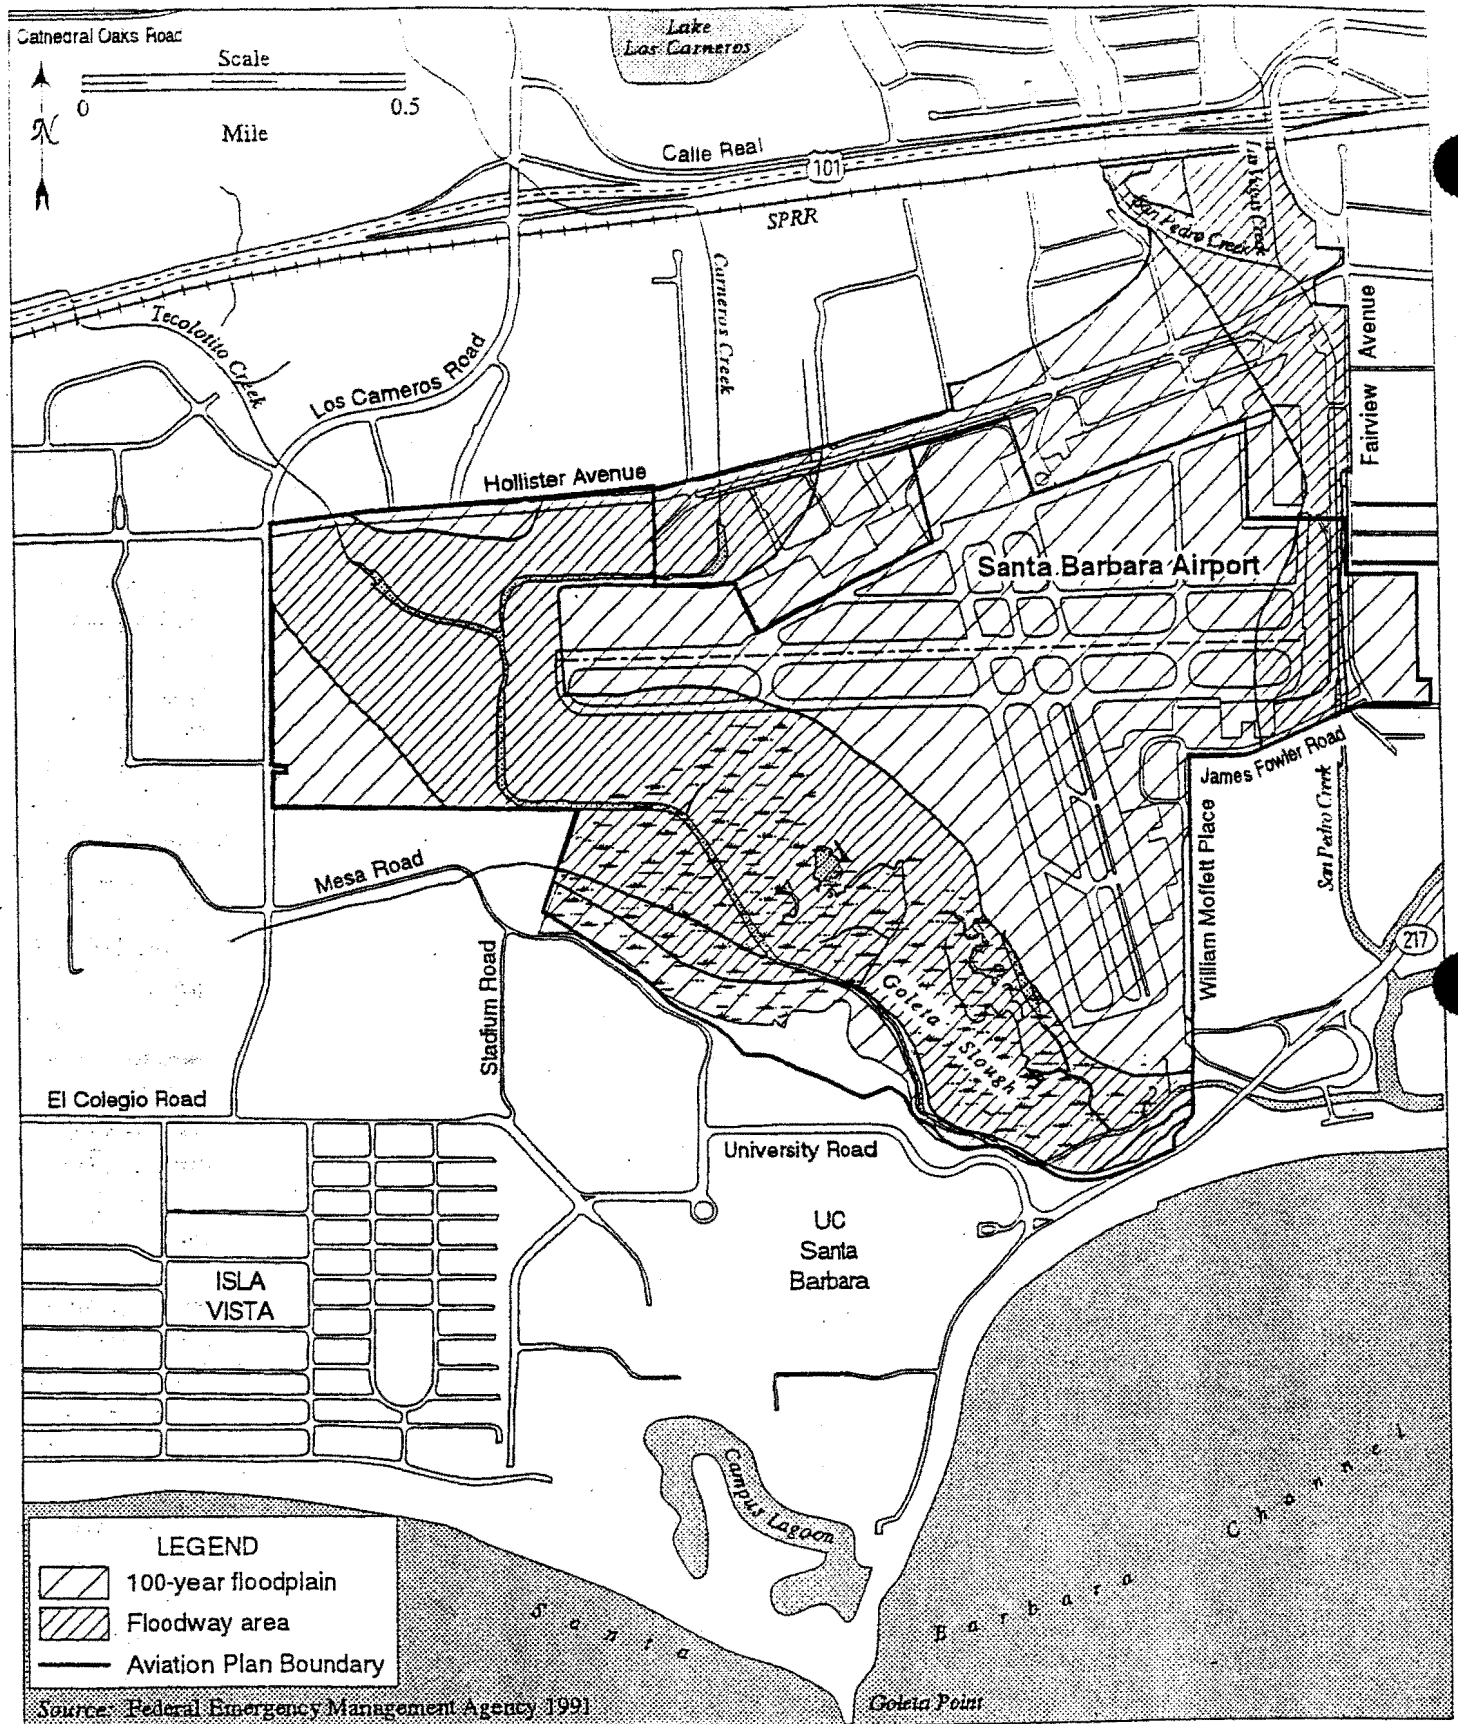 Cathedral Oaks Road
Scale
0
0.5
Mile
N
Lake
Los Carneros
Calle Real
101
SPRR
San Pedro Creek
Tecolotito Creek
Los Carneros Road
Carneros Creek
Fairview Avenue
Hollister Avenue
Santa Barbara Airport
James Fowler Road
San Pedro Creek
William Moffett Place
217
Mesa Road
Stadium Road
Goleta
Slough
El Colegio Road
University Road
UC
Santa
Barbara
ISLA
VISTA
Campus Lagoon
Santa Barbara Channel
Goleta Point
LEGEND
100-year floodplain
Floodway area
Aviation Plan Boundary
Source: Federal Emergency Management Agency 1991